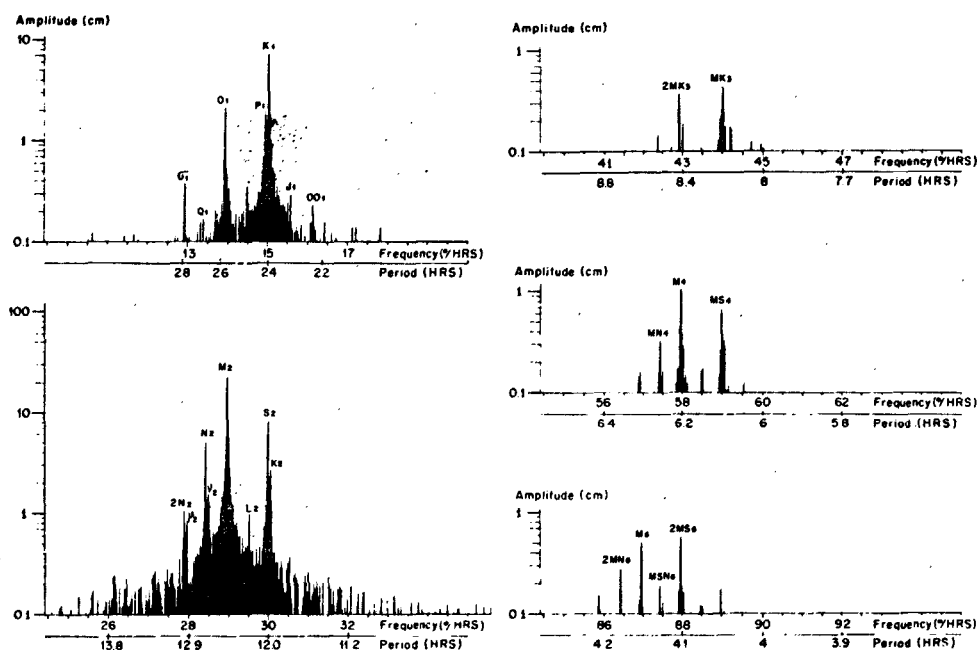 Amplitude (cm)
10
1
0.1
K1
P1
O1
G1
Q1
J1
OO1
13 15 17 Frequency (°/HRS)
28 26 24 22 Period (HRS)
Amplitude (cm)
100
10
1
0.1
M2
S2
N2
K2
2N2
L2
26 28 30 32 Frequency (°/HRS)
13.8 12.9 12.0 11.2 Period (HRS)
Amplitude (cm)
1
0.1
2MK3 MK3
41 43 45 47 Frequency (°/HRS)
8.8 8.4 8 7.7 Period (HRS)
Amplitude (cm)
1
0.1
M4
MS4
MN4
56 58 60 62 Frequency (°/HRS)
6.4 6.2 6 5.8 Period (HRS)
Amplitude (cm)
1
0.1
M6 2MS6
2MN6
MSN6
86 88 90 92 Frequency (°/HRS)
4.2 4.1 4 3.9 Period (HRS)